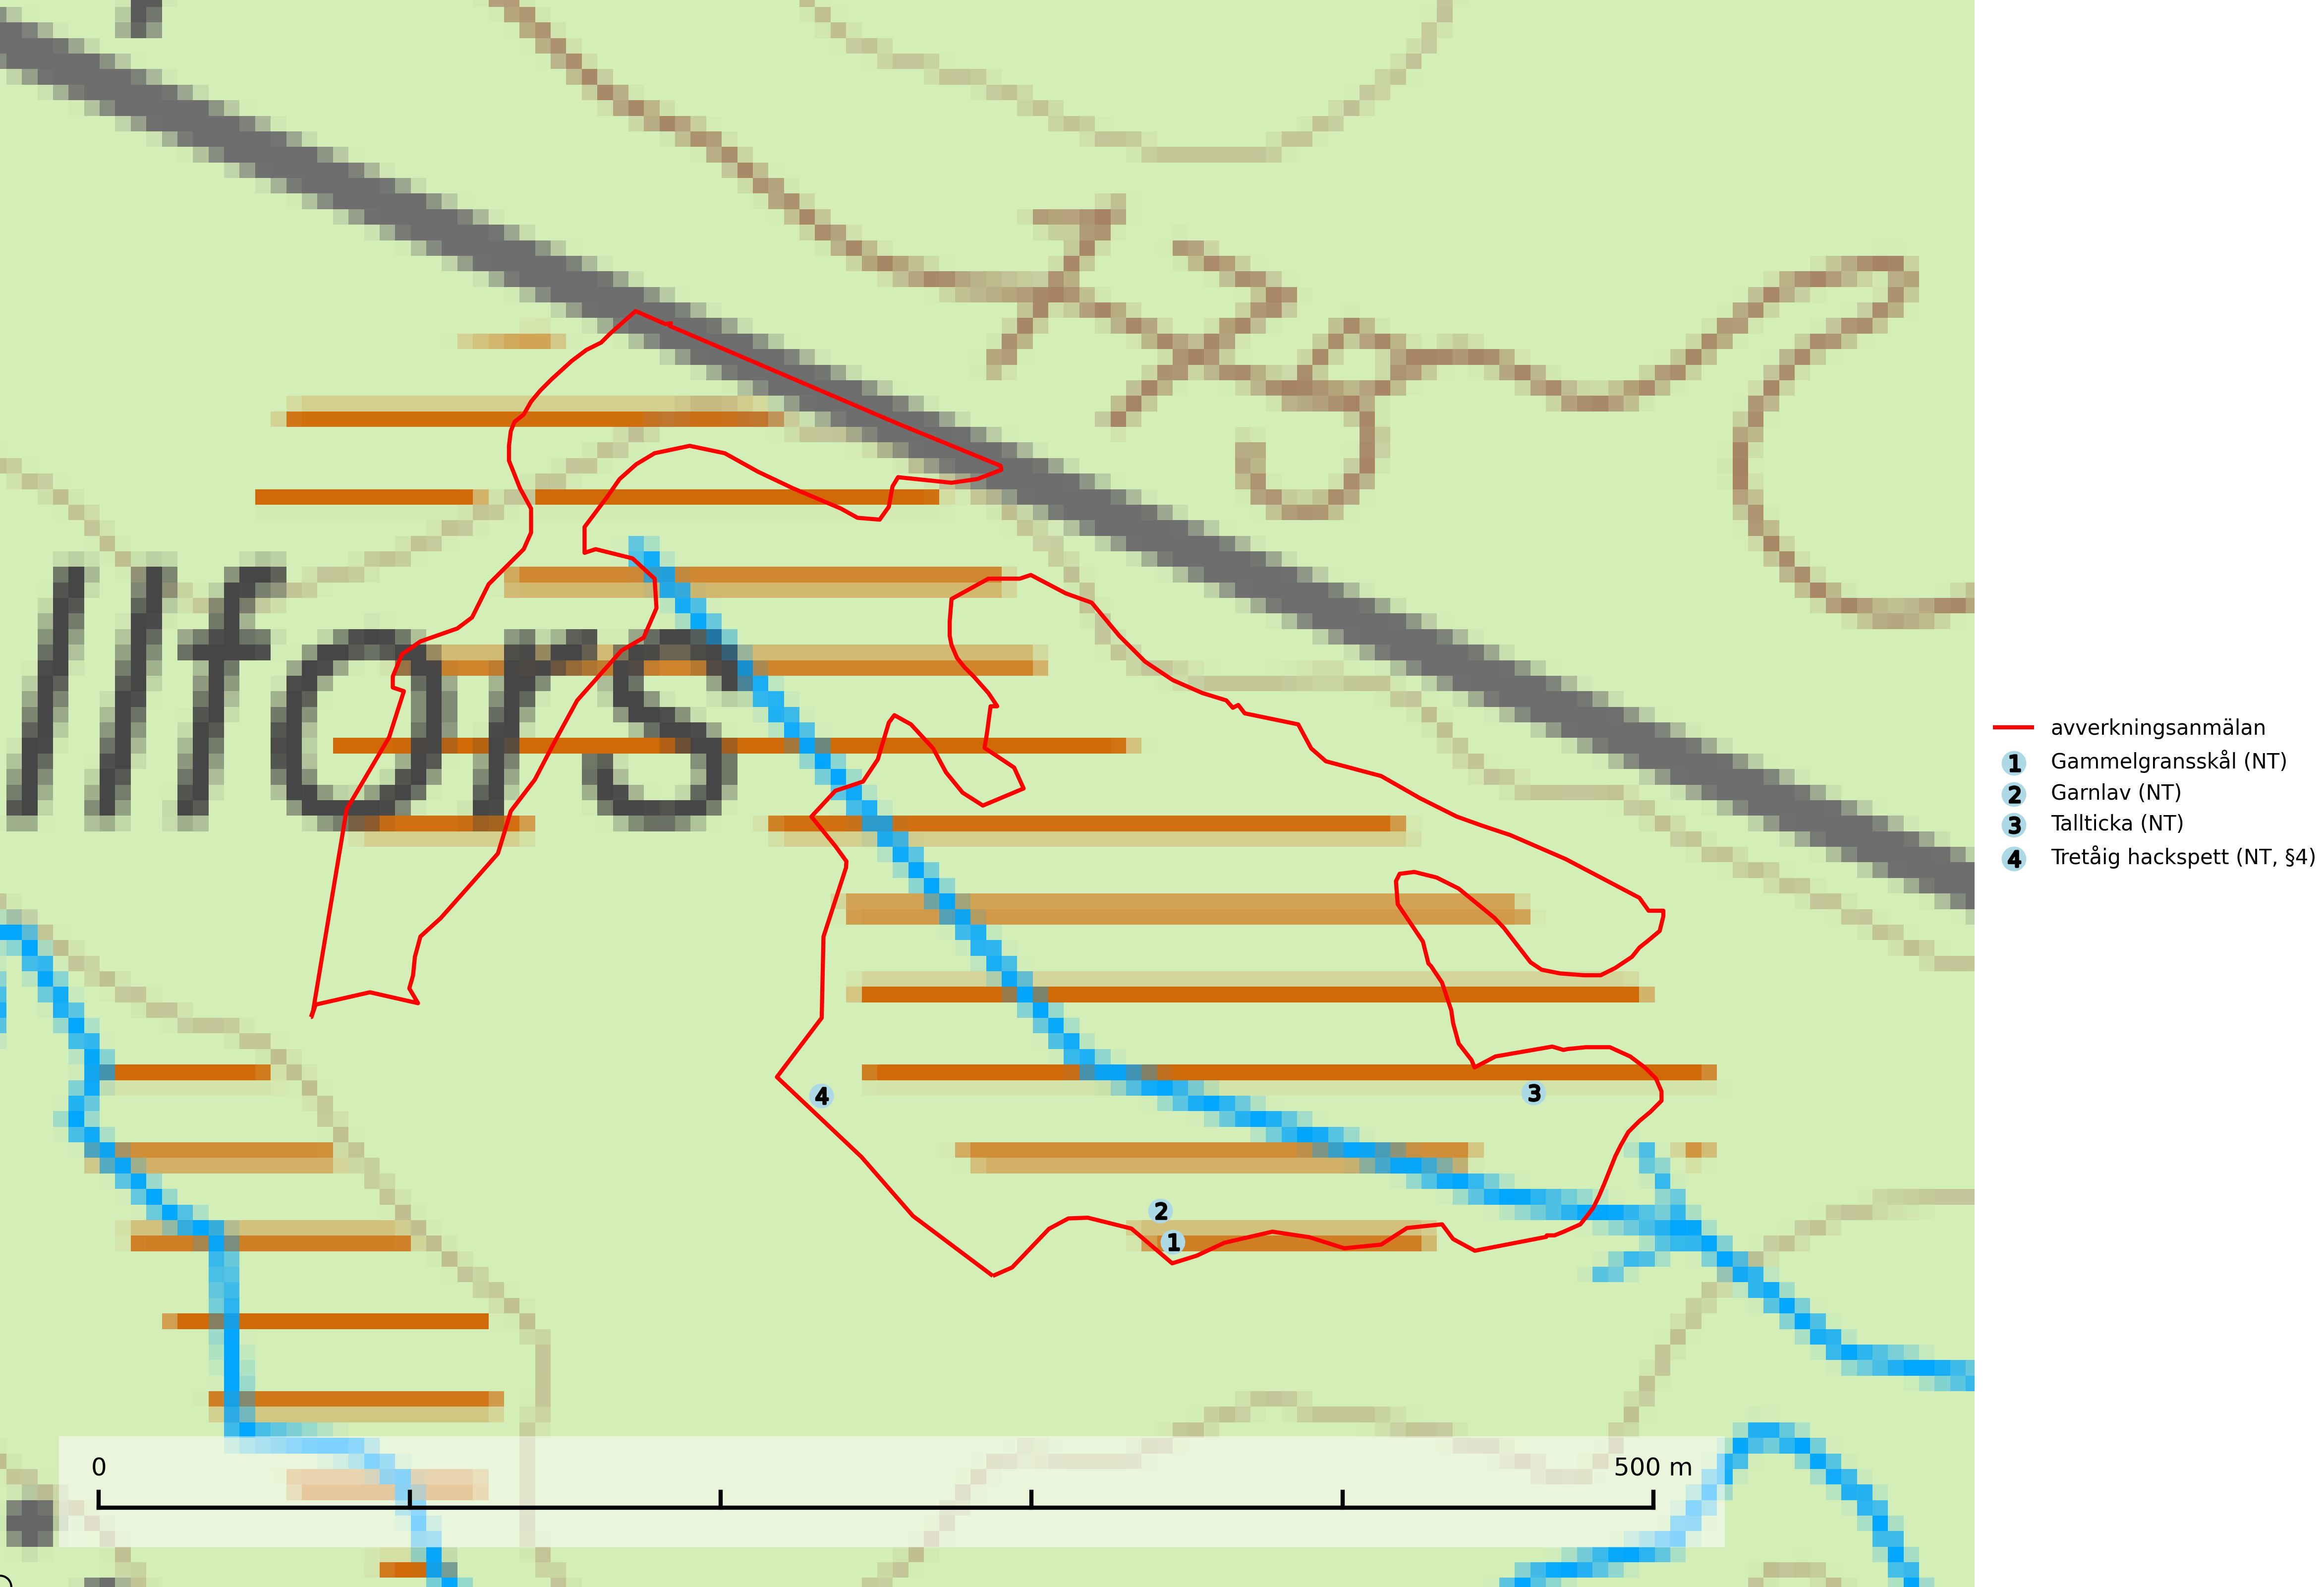 llfors
avverkningsanmälan
1 Gammelgransskål (NT)
2 Garnlav (NT)
3 Tallticka (NT)
4 Tretåig hackspett (NT, §4)
4
3
2
1
0 500 m